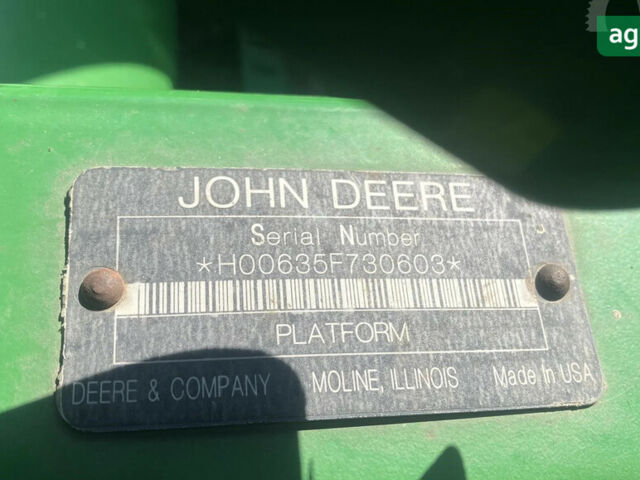 ag
JOHN DEERE
Serial Number
*H00635F730603*
PLATFORM
DEERE & COMPANY MOLINE, ILLINOIS Made In USA